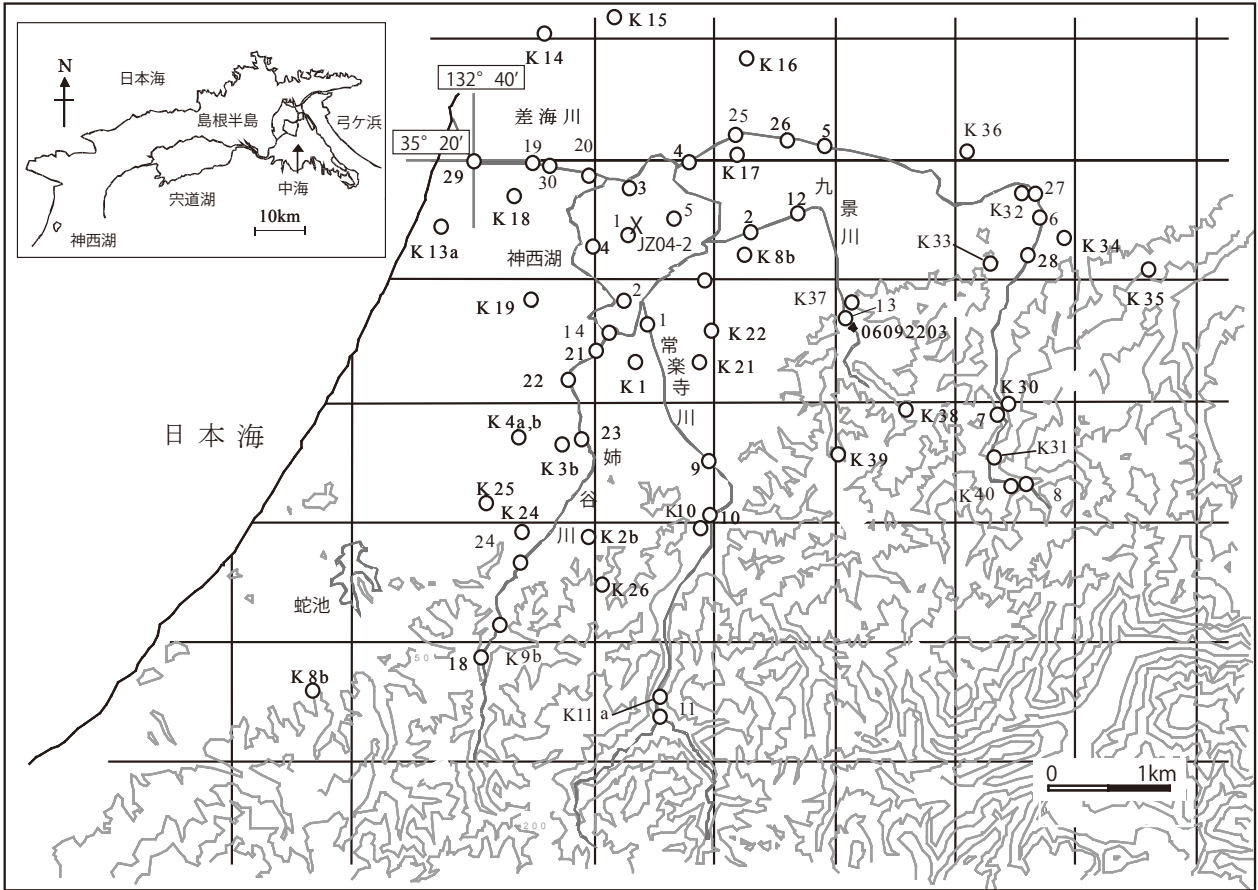 N
日本海
島根半島
弓ケ浜
宍道湖
中海
神西湖
10km
K 15
K 14
K 16
132° 40′
差海川
35° 20′
29
19
30
20
3
4
25
26
5
K 17
K 36
K 18
K 13a
1
X
JZ04-2
5
4
神西湖
2
12
九景川
K 8b
K32
27
6
K33
28
K 34
K 35
K 19
2
14
1
21
22
K 1
常楽寺川
K 22
K 21
K37
13
06092203
日本海
K 4a,b
K 3b
23
姉谷川
9
K 38
K 39
K 30
7
K31
K 40
8
K 25
K 24
24
K10
10
K 2b
K 26
蛇池
50
18
K9b
K 8b
K11 a
11
200
0
1km